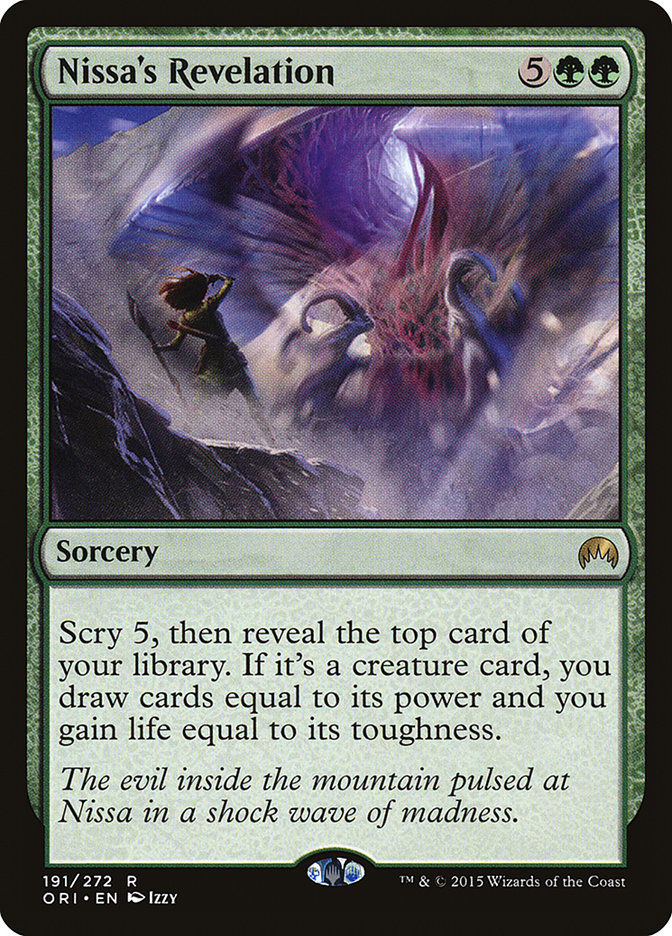 Nissa's Revelation 5
Sorcery
Scry 5, then reveal the top card of
your library. If it's a creature card, you
draw cards equal to its power and you
gain life equal to its toughness.
The evil inside the mountain pulsed at
Nissa in a shock wave of madness.
191/272 R
ORI • EN Izzy
™ & © 2015 Wizards of the Coast